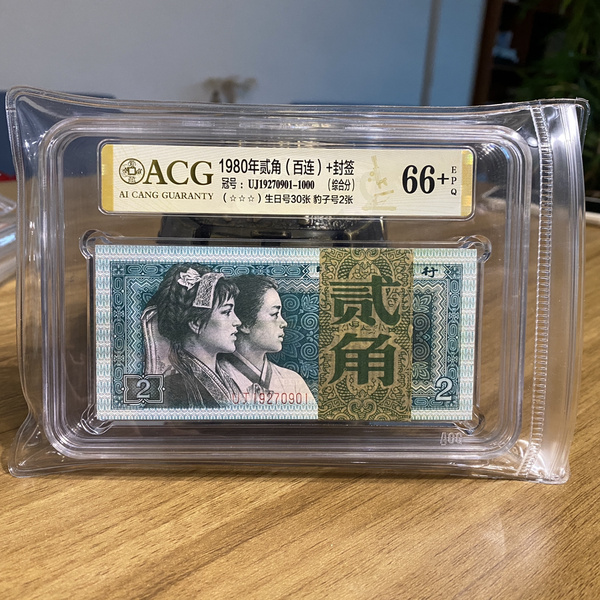 ACG
AI CANG GUARANTY
1980年贰角（百连）+封签
冠号：UJ19270901-1000 （综合分）
（☆☆☆）生日号30张 豹子号2张
66+
EPQ
行
贰角
2
UJ19270901
2